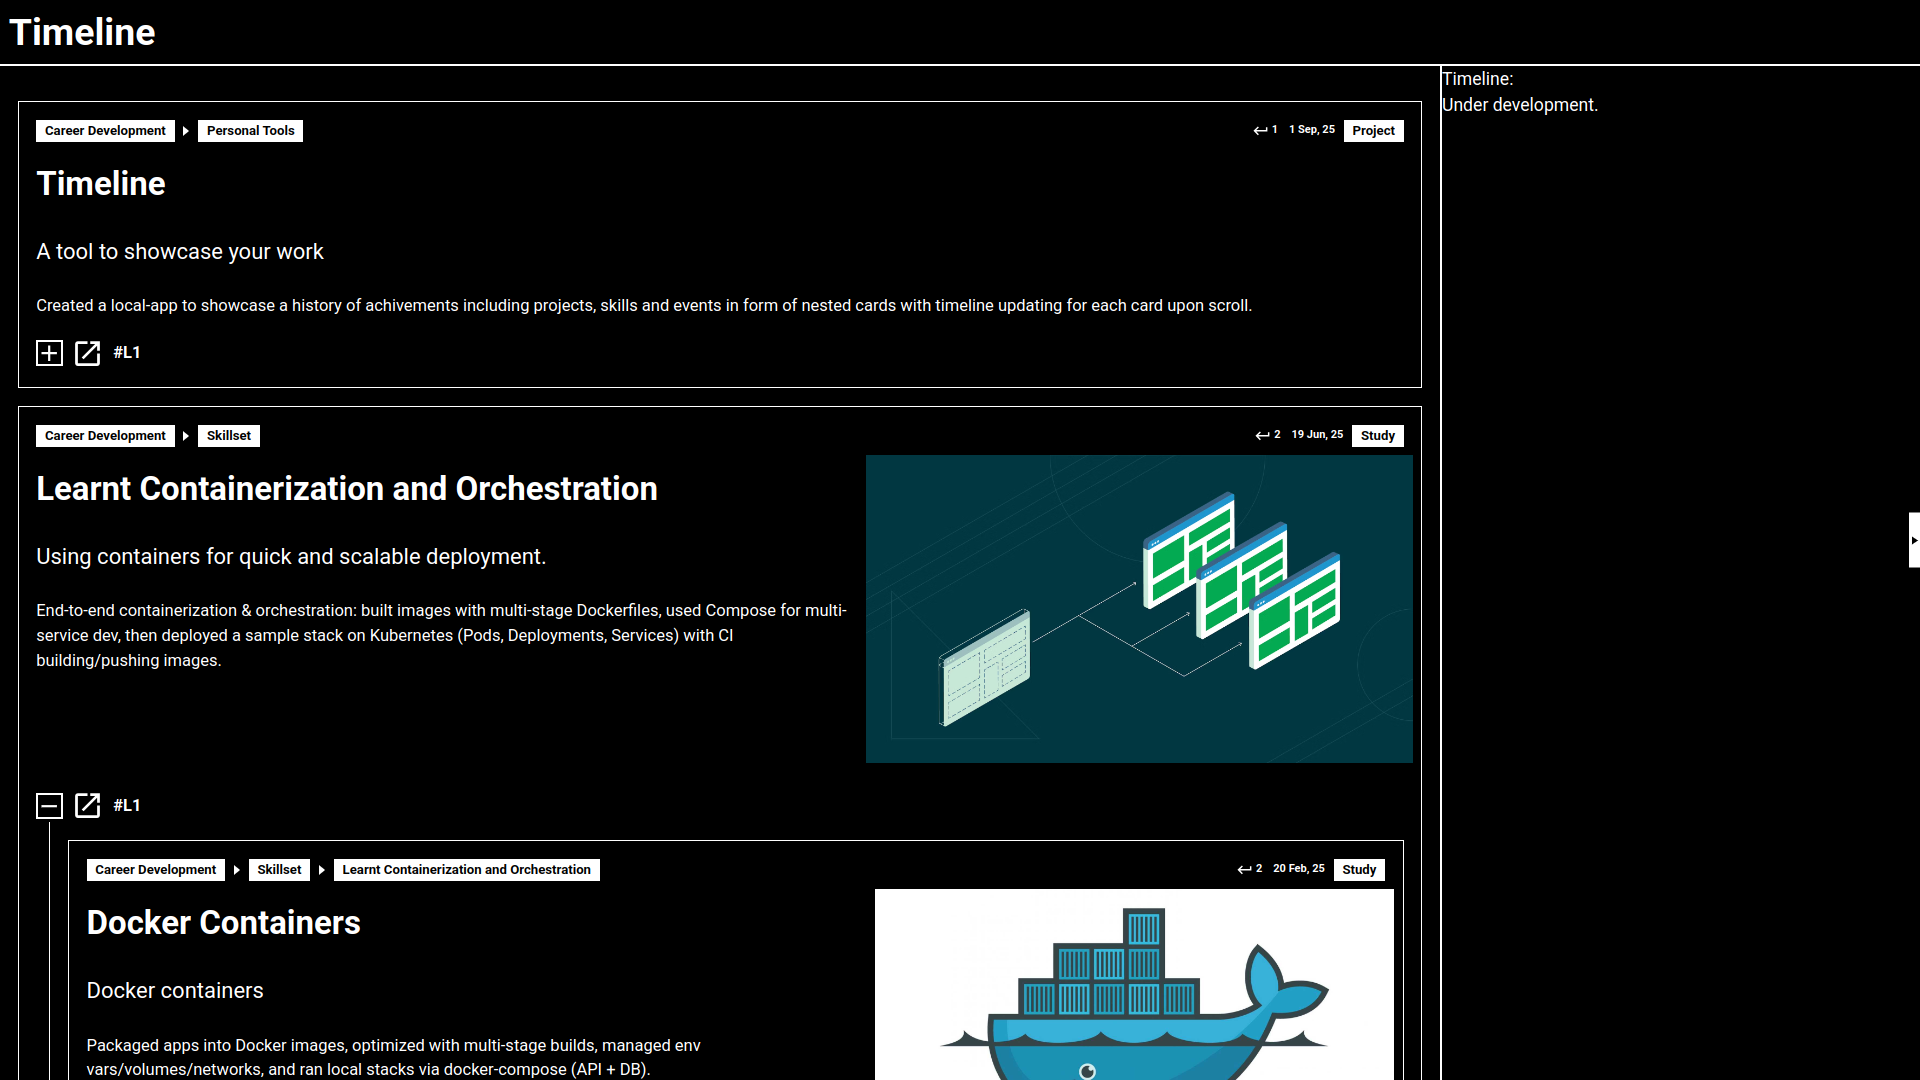 Timeline
Timeline:
Under development.
Career Development Personal Tools
1 1 Sep, 25 Project
Timeline
A tool to showcase your work
Created a local-app to showcase a history of achivements including projects, skills and events in form of nested cards with timeline updating for each card upon scroll.
#L1
Career Development Skillset
2 19 Jun, 25 Study
Learnt Containerization and Orchestration
Using containers for quick and scalable deployment.
End-to-end containerization & orchestration: built images with multi-stage Dockerfiles, used Compose for multi-
service dev, then deployed a sample stack on Kubernetes (Pods, Deployments, Services) with CI
building/pushing images.
#L1
Career Development Skillset Learnt Containerization and Orchestration
2 20 Feb, 25 Study
Docker Containers
Docker containers
Packaged apps into Docker images, optimized with multi-stage builds, managed env
vars/volumes/networks, and ran local stacks via docker-compose (API + DB).